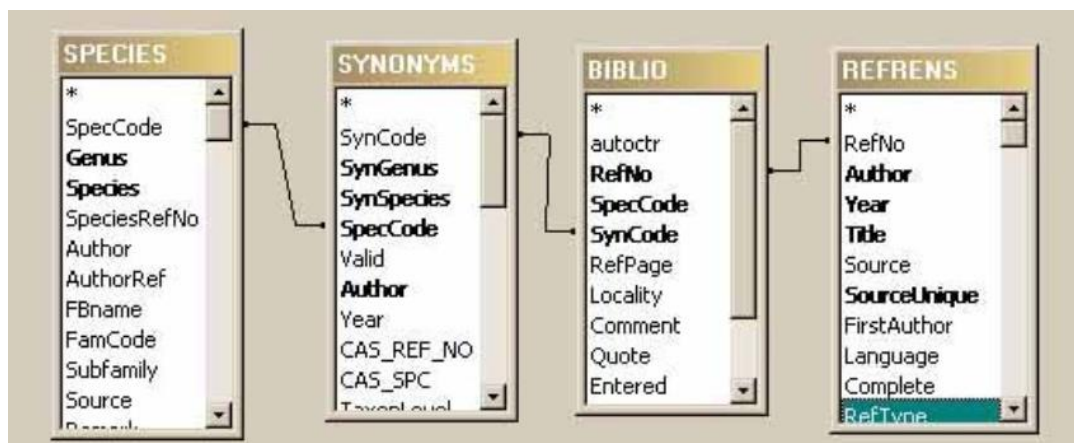 SPECIES
*
SpecCode
Genus
Species
SpeciesRefNo
Author
AuthorRef
FBname
FamCode
Subfamily
Source
Remark
SYNONYMS
*
SynCode
SynGenus
SynSpecies
SpecCode
Valid
Author
Year
CAS_REF_NO
CAS_SPC
TaxonLevel
BIBLIO
*
autoctr
RefNo
SpecCode
SynCode
RefPage
Locality
Comment
Quote
Entered
REFRENS
*
RefNo
Author
Year
Title
Source
SourceUnique
FirstAuthor
Language
Complete
RefType